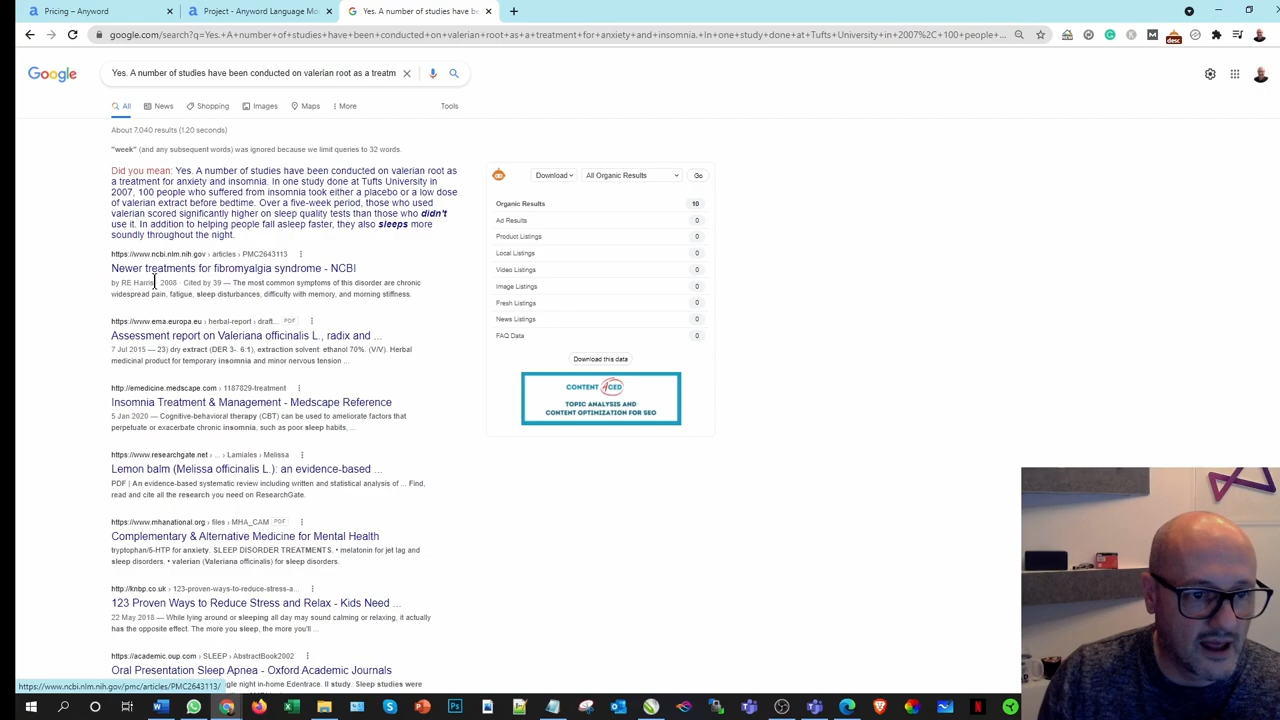 Pricing – Anyword
Project - Anyword Language Mo
Yes. A number of studies have be
google.com/search?q=Yes.+A+number+of+studies+have+been+conducted+on+valerian+root+as+a+treatment+for+anxiety+and+insomnia.+In+one+study+done+at+Tufts+University+in+2007%2C+100+people+...
desc
Google
Yes. A number of studies have been conducted on valerian root as a treatm
All
News
Shopping
Images
Maps
More
Tools
About 7,040 results (1.20 seconds)
"week" (and any subsequent words) was ignored because we limit queries to 32 words.
Did you mean: Yes. A number of studies have been conducted on valerian root as
a treatment for anxiety and insomnia. In one study done at Tufts University in
2007, 100 people who suffered from insomnia took either a placebo or a low dose
of valerian extract before bedtime. Over a five-week period, those who used
valerian scored significantly higher on sleep quality tests than those who didn't
use it. In addition to helping people fall asleep faster, they also sleeps more
soundly throughout the night.
https://www.ncbi.nlm.nih.gov › articles › PMC2643113
Newer treatments for fibromyalgia syndrome - NCBI
by RE Harris · 2008 · Cited by 39 — The most common symptoms of this disorder are chronic
widespread pain, fatigue, sleep disturbances, difficulty with memory, and morning stiffness.
https://www.ema.europa.eu › herbal-report › draft... PDF
Assessment report on Valeriana officinalis L., radix and ...
7 Jul 2015 — 23) dry extract (DER 3-. 6:1), extraction solvent: ethanol 70%. (V/V). Herbal
medicinal product for temporary insomnia and minor nervous tension ...
http://emedicine.medscape.com › 1187829-treatment
Insomnia Treatment & Management - Medscape Reference
5 Jan 2020 — Cognitive-behavioral therapy (CBT) can be used to ameliorate factors that
perpetuate or exacerbate chronic insomnia, such as poor sleep habits, ...
https://www.researchgate.net › ... › Lamiales › Melissa
Lemon balm (Melissa officinalis L.): an evidence-based ...
PDF | An evidence-based systematic review including written and statistical analysis of ... Find,
read and cite all the research you need on ResearchGate.
https://www.mhanational.org › files › MHA_CAM PDF
Complementary & Alternative Medicine for Mental Health
tryptophan/5-HTP for anxiety. SLEEP DISORDER TREATMENTS. • melatonin for jet lag and
sleep disorders. • valerian (Valeriana officinalis) for sleep disorders.
http://knbp.co.uk › 123-proven-ways-to-reduce-stress-a...
123 Proven Ways to Reduce Stress and Relax - Kids Need ...
22 May 2018 — While lying around or sleeping all day may sound calming or relaxing, it actually
has the opposite effect. The more you sleep, the more you'll ...
https://academic.oup.com › SLEEP › AbstractBook2002
Oral Presentation Sleep Apnea - Oxford Academic Journals
gle night in-home Edentrace. II study. Sleep studies were
https://www.ncbi.nlm.nih.gov/pmc/articles/PMC2643113/
Download
All Organic Results
Go
Organic Results 10
Ad Results 0
Product Listings 0
Local Listings 0
Video Listings 0
Image Listings 0
Fresh Listings 0
News Listings 0
FAQ Data 0
Download this data
CONTENT ACED
TOPIC ANALYSIS AND
CONTENT OPTIMIZATION FOR SEO